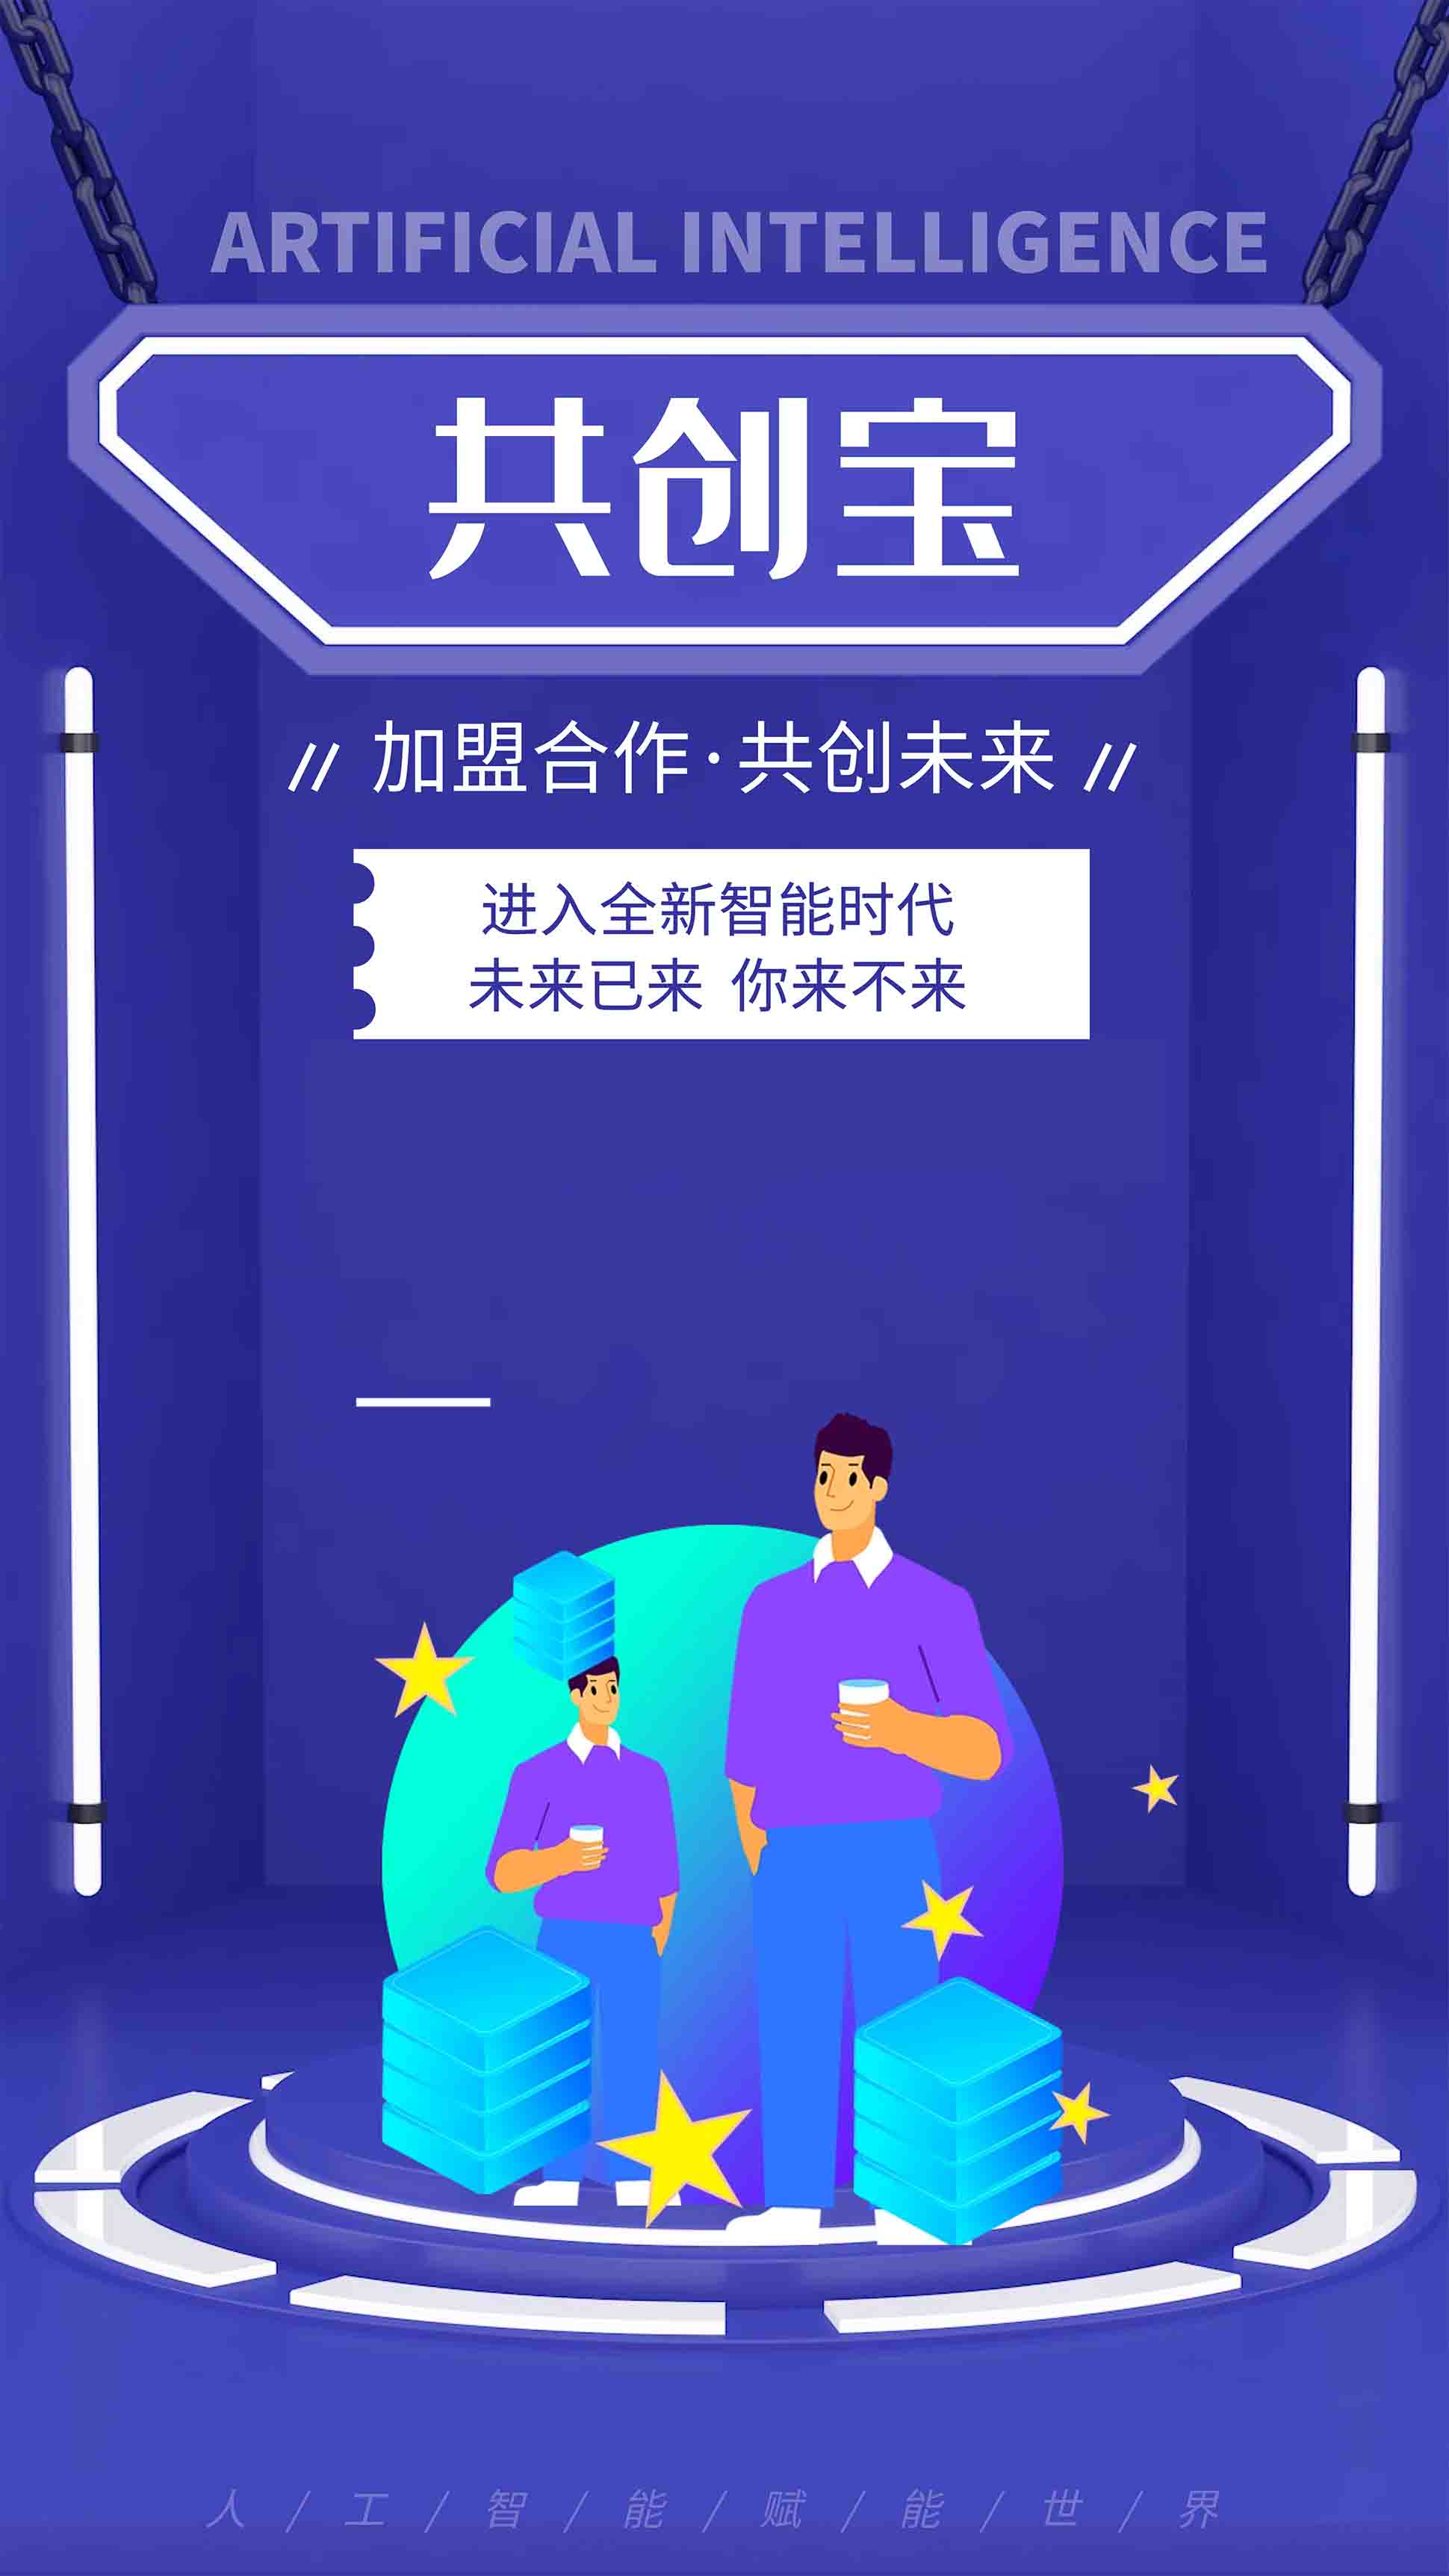 ARTIFICIAL INTELLIGENCE
共创宝
// 加盟合作·共创未来 //
进入全新智能时代
未来已来 你来不来
人 / 工 / 智 / 能 / 赋 / 能 / 世 / 界